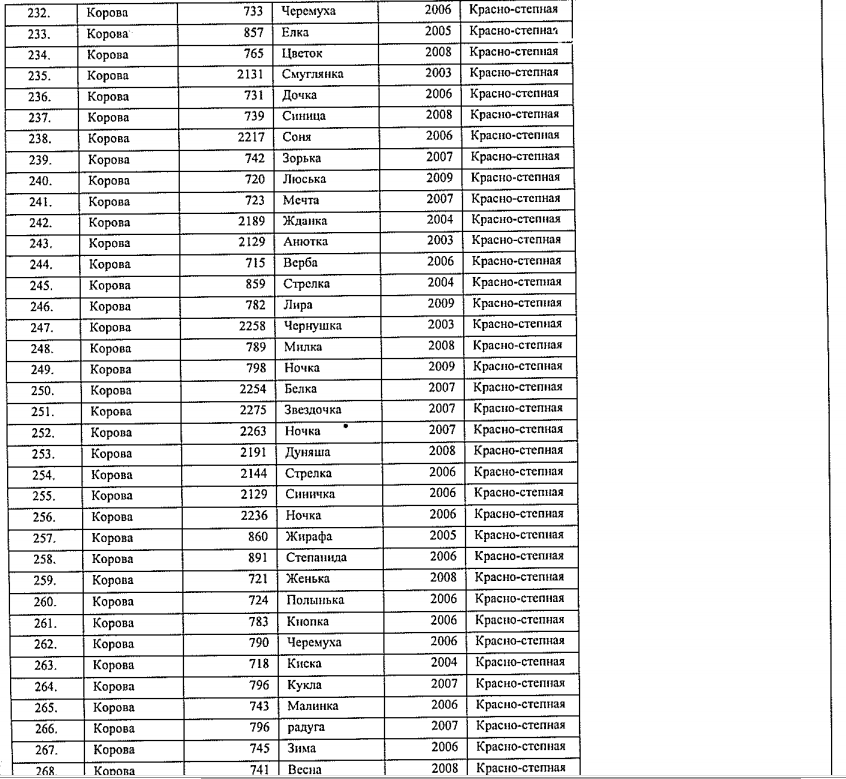 232. Корова 733 Черемуха 2006 Красно-степная
233. Корова 857 Елка 2005 Красно-степная
234. Корова 765 Цветок 2008 Красно-степная
235. Корова 2131 Смуглянка 2003 Красно-степная
236. Корова 731 Дочка 2006 Красно-степная
237. Корова 739 Синица 2008 Красно-степная
238. Корова 2217 Соня 2006 Красно-степная
239. Корова 742 Зорька 2007 Красно-степная
240. Корова 720 Люська 2009 Красно-степная
241. Корова 723 Мечта 2007 Красно-степная
242. Корова 2189 Жданка 2004 Красно-степная
243. Корова 2129 Анютка 2003 Красно-степная
244. Корова 715 Верба 2006 Красно-степная
245. Корова 859 Стрелка 2004 Красно-степная
246. Корова 782 Лира 2009 Красно-степная
247. Корова 2258 Чернушка 2003 Красно-степная
248. Корова 789 Милка 2008 Красно-степная
249. Корова 798 Ночка 2009 Красно-степная
250. Корова 2254 Белка 2007 Красно-степная
251. Корова 2275 Звездочка 2007 Красно-степная
252. Корова 2263 Ночка 2007 Красно-степная
253. Корова 2191 Дуняша 2008 Красно-степная
254. Корова 2144 Стрелка 2006 Красно-степная
255. Корова 2129 Синичка 2006 Красно-степная
256. Корова 2236 Ночка 2006 Красно-степная
257. Корова 860 Жирафа 2005 Красно-степная
258. Корова 891 Степанида 2006 Красно-степная
259. Корова 721 Женька 2008 Красно-степная
260. Корова 724 Полынька 2006 Красно-степная
261. Корова 783 Кнопка 2006 Красно-степная
262. Корова 790 Черемуха 2006 Красно-степная
263. Корова 718 Киска 2004 Красно-степная
264. Корова 796 Кукла 2007 Красно-степная
265. Корова 743 Малинка 2006 Красно-степная
266. Корова 796 радуга 2007 Красно-степная
267. Корова 745 Зима 2006 Красно-степная
268. Корова 741 Весна 2008 Красно-степная